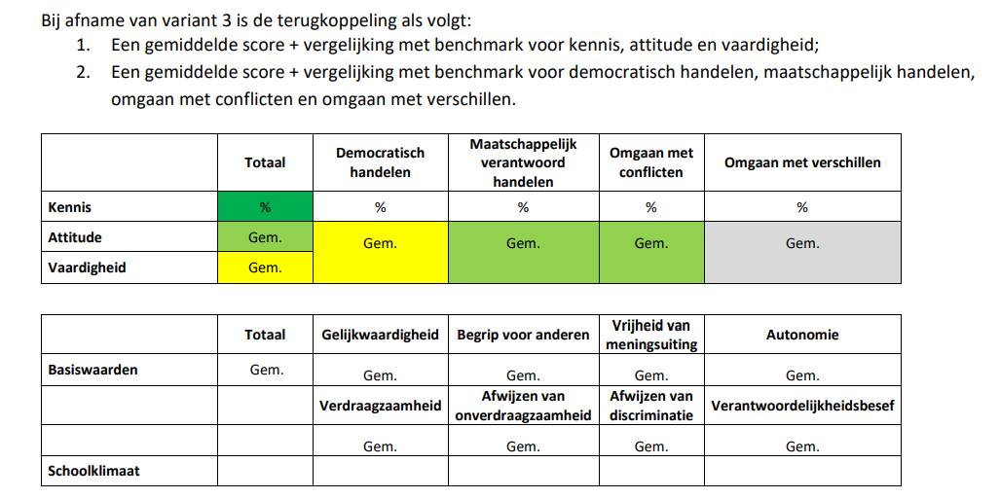 Bij afname van variant 3 is de terugkoppeling als volgt:
1. Een gemiddelde score + vergelijking met benchmark voor kennis, attitude en vaardigheid;
2. Een gemiddelde score + vergelijking met benchmark voor democratisch handelen, maatschappelijk handelen,
omgaan met conflicten en omgaan met verschillen.
Totaal Democratisch handelen Maatschappelijk verantwoord handelen Omgaan met conflicten Omgaan met verschillen
Kennis % % % % %
Attitude Gem. Gem. Gem. Gem. Gem.
Vaardigheid Gem.
Totaal Gelijkwaardigheid Begrip voor anderen Vrijheid van meningsuiting Autonomie
Basiswaarden Gem. Gem. Gem. Gem. Gem.
Verdraagzaamheid Afwijzen van onverdraagzaamheid Afwijzen van discriminatie Verantwoordelijkheidsbesef
Gem. Gem. Gem. Gem.
Schoolklimaat